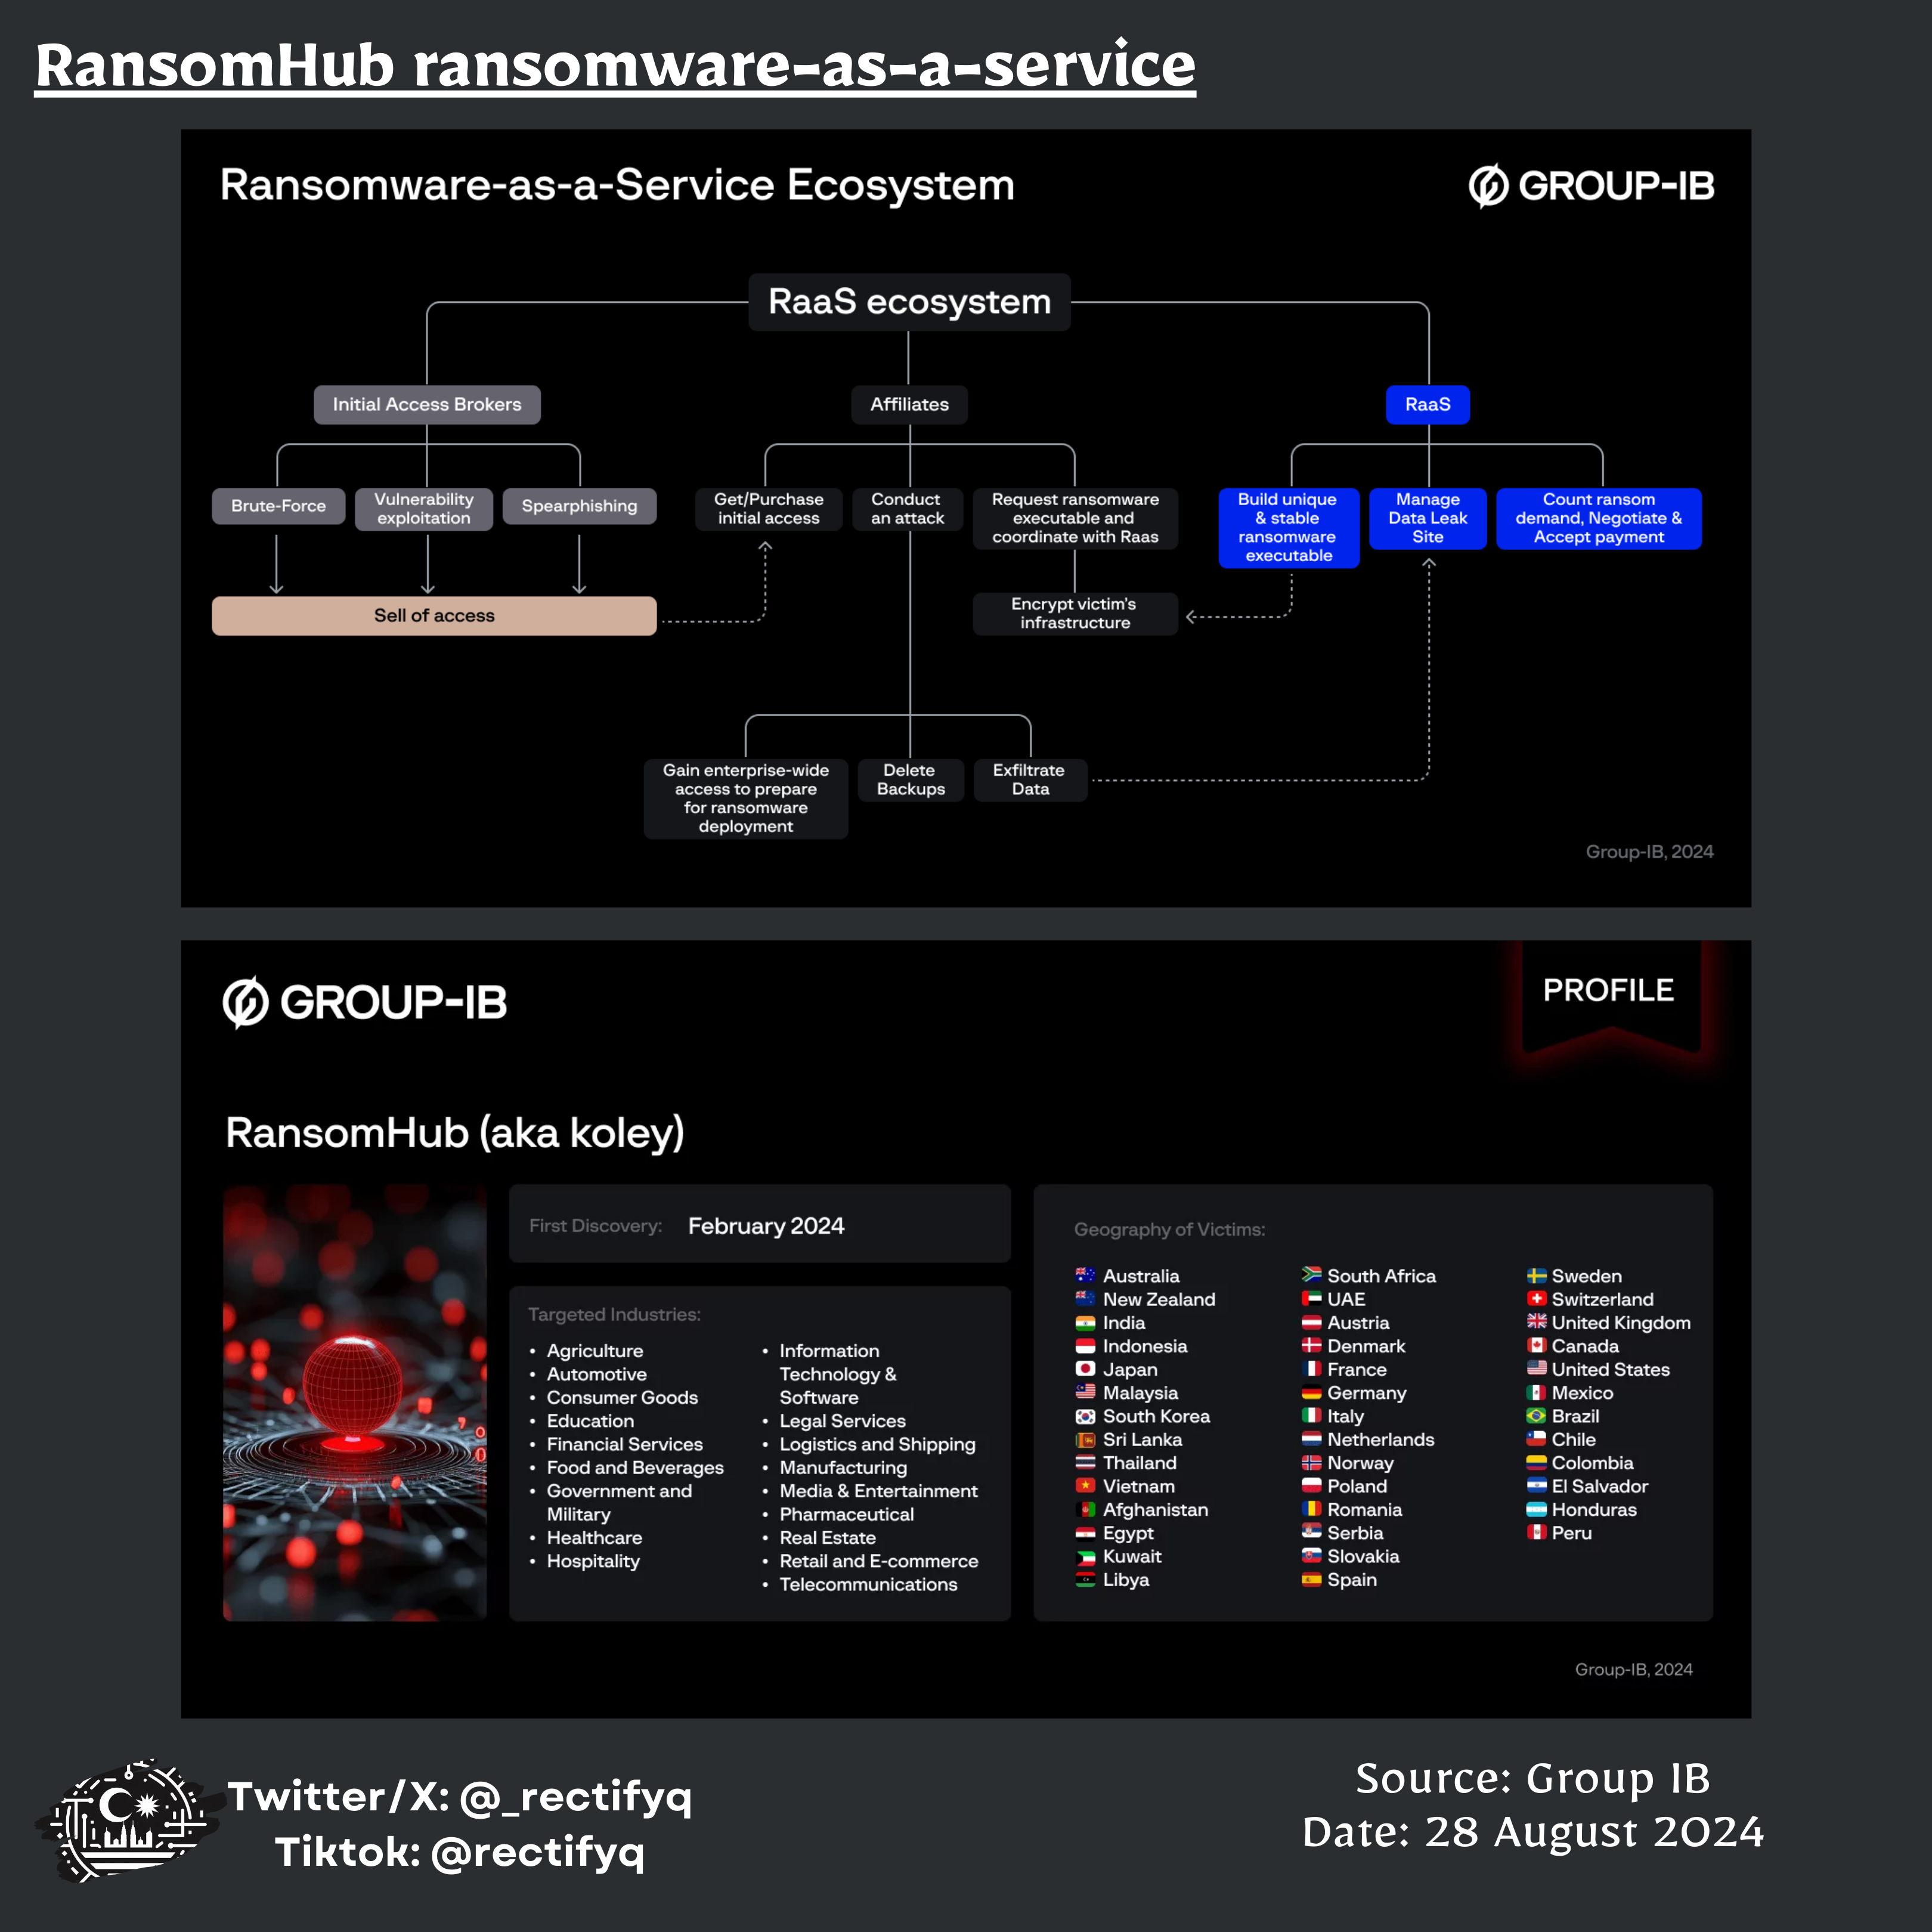 RansomHub ransomware-as-a-service
Ransomware-as-a-Service Ecosystem
GROUP-IB
RaaS ecosystem
Initial Access Brokers
Affiliates
RaaS
Brute-Force
Vulnerability
exploitation
Spearphishing
Get/Purchase
initial access
Conduct
an attack
Request ransomware
executable and
coordinate with Raas
Build unique
& stable
ransomware
executable
Manage
Data Leak
Site
Count ransom
demand, Negotiate &
Accept payment
Sell of access
Encrypt victim's
infrastructure
Gain enterprise-wide
access to prepare
for ransomware
deployment
Delete
Backups
Exfiltrate
Data
Group-IB, 2024
GROUP-IB
PROFILE
RansomHub (aka koley)
First Discovery: February 2024
Targeted Industries:
• Agriculture
• Automotive
• Consumer Goods
• Education
• Financial Services
• Food and Beverages
• Government and
Military
• Healthcare
• Hospitality
• Information
Technology &
Software
• Legal Services
• Logistics and Shipping
• Manufacturing
• Media & Entertainment
• Pharmaceutical
• Real Estate
• Retail and E-commerce
• Telecommunications
Geography of Victims:
Australia
New Zealand
India
Indonesia
Japan
Malaysia
South Korea
Sri Lanka
Thailand
Vietnam
Afghanistan
Egypt
Kuwait
Libya
South Africa
UAE
Austria
Denmark
France
Germany
Italy
Netherlands
Norway
Poland
Romania
Serbia
Slovakia
Spain
Sweden
Switzerland
United Kingdom
Canada
United States
Mexico
Brazil
Chile
Colombia
El Salvador
Honduras
Peru
Group-IB, 2024
Twitter/X: @_rectifyq
Tiktok: @rectifyq
Source: Group IB
Date: 28 August 2024